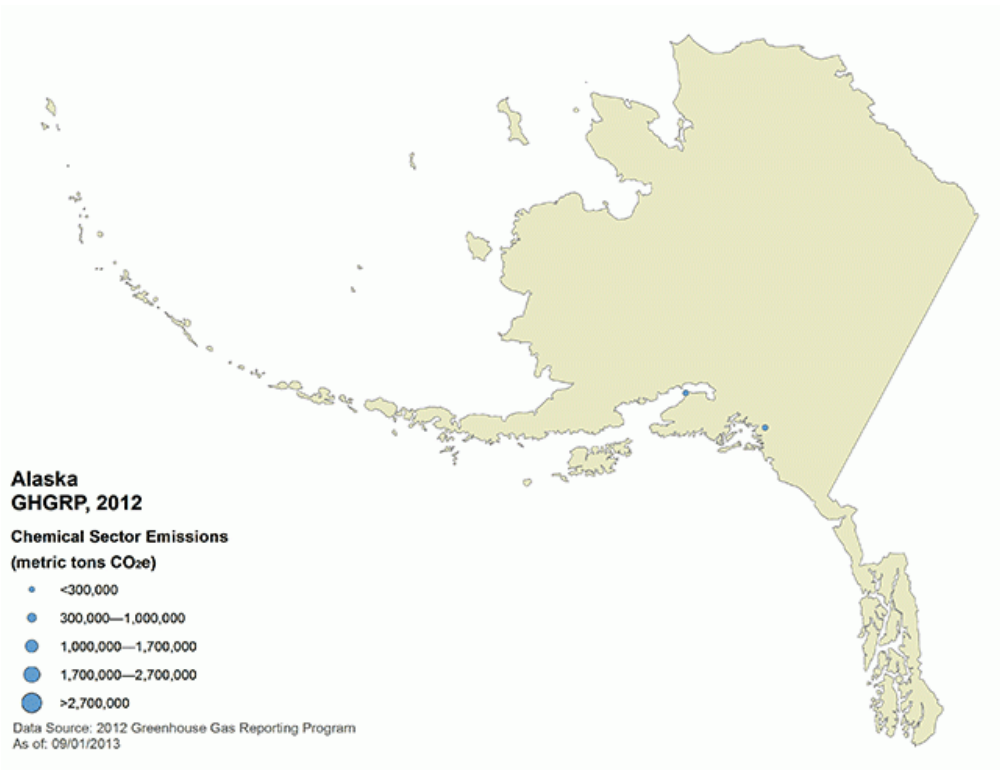 Alaska
GHGRP, 2012
Chemical Sector Emissions
(metric tons CO₂e)
<300,000
300,000—1,000,000
1,000,000—1,700,000
1,700,000—2,700,000
>2,700,000
Data Source: 2012 Greenhouse Gas Reporting Program
As of: 09/01/2013